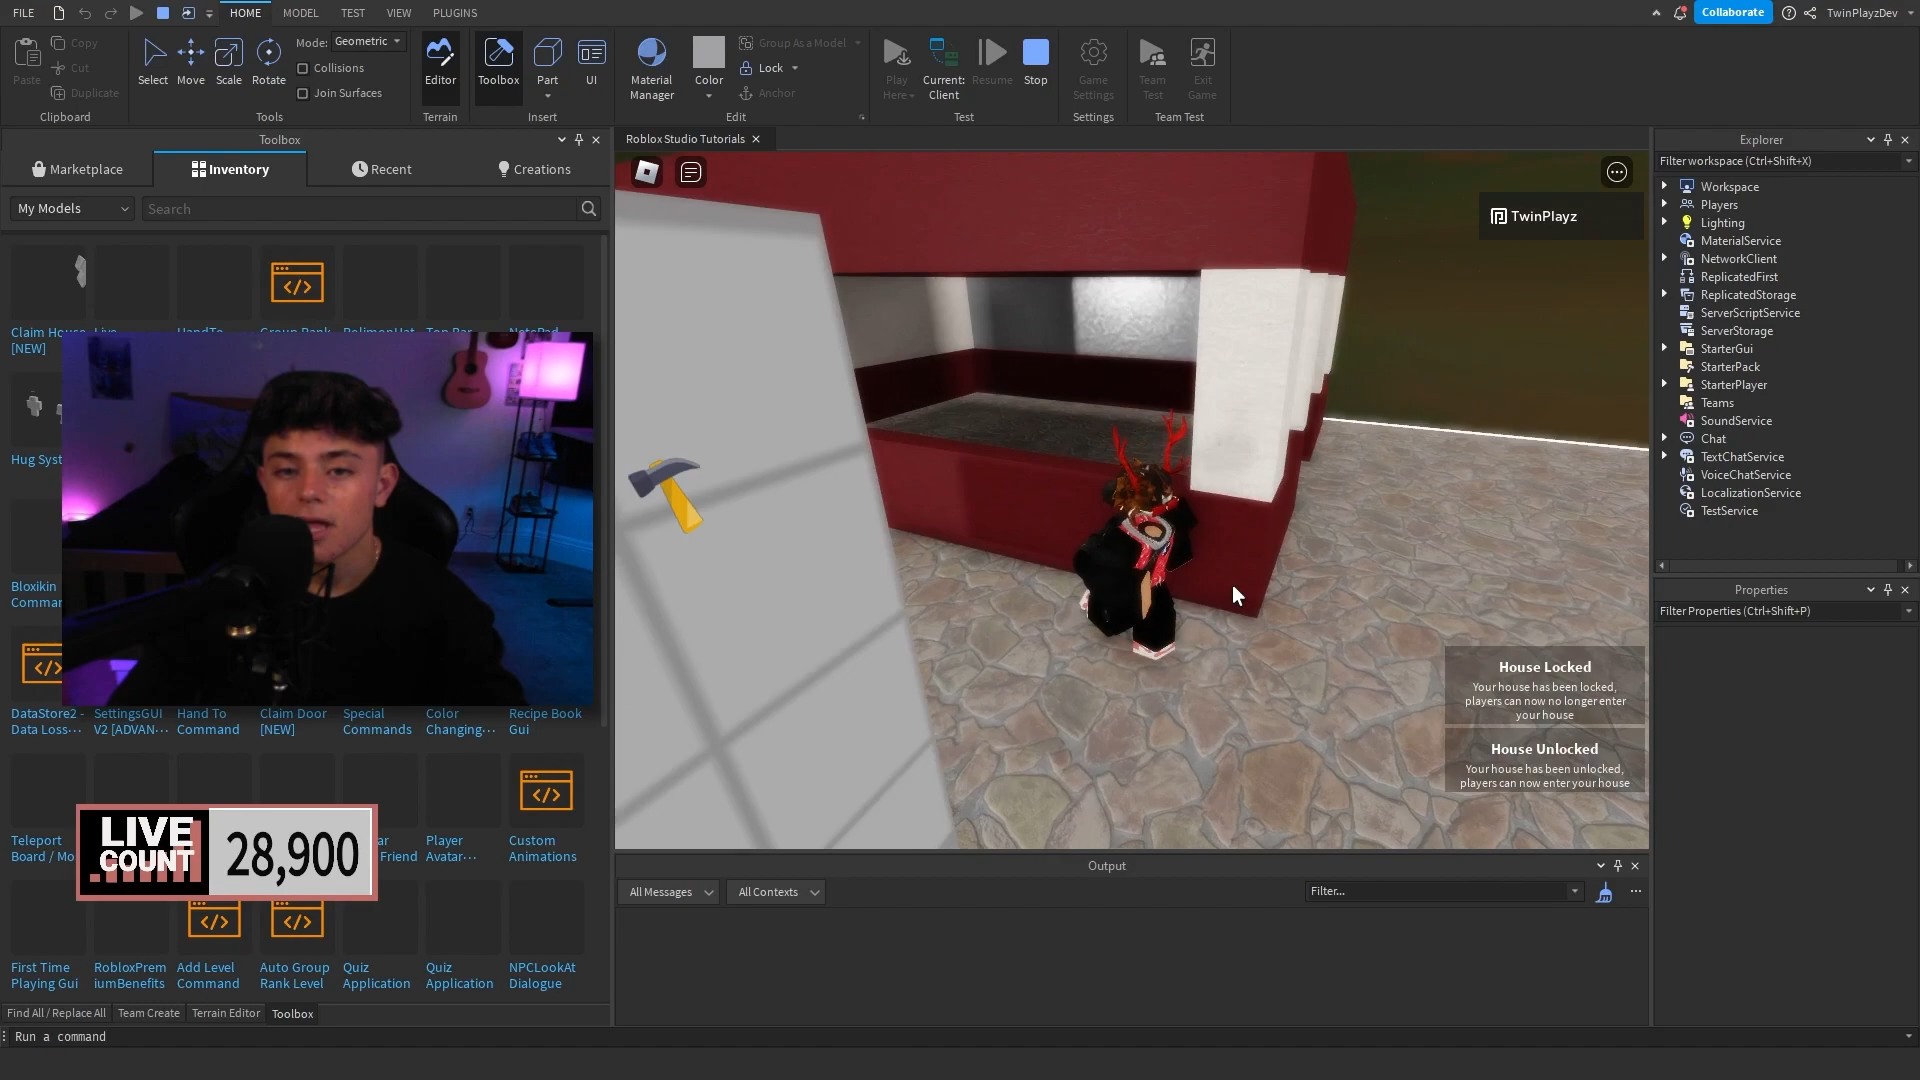 FILE
HOME
MODEL
TEST
VIEW
PLUGINS
Collaborate
TwinPlayzDev
Paste
Copy
Cut
Duplicate
Clipboard
Select
Move
Scale
Rotate
Mode: Geometric
Collisions
Join Surfaces
Tools
Editor
Terrain
Toolbox
Part
UI
Insert
Material
Manager
Color
Group As a Model
Lock
Anchor
Edit
Play
Here
Current:
Client
Resume
Stop
Test
Game
Settings
Settings
Team
Test
Exit
Game
Team Test
Toolbox
Marketplace
Inventory
Recent
Creations
My Models
Search
Claim Hous
[NEW]
Hug Syst
Bloxikin
Comman
DataStore2 -
Data Loss···
SettingsGUI
V2 [ADVAN···
Hand To
Command
Claim Door
[NEW]
Special
Commands
Color
Changing···
Recipe Book
Gui
Teleport
Board / Mo
LIVE
COUNT
28,900
ar
Friend
Player
Avatar···
Custom
Animations
First Time
Playing Gui
RobloxPrem
iumBenefits
Add Level
Command
Auto Group
Rank Level
Quiz
Application
Quiz
Application
NPCLookAt
Dialogue
Find All / Replace All
Team Create
Terrain Editor
Toolbox
Run a command
Roblox Studio Tutorials
TwinPlayz
House Locked
Your house has been locked,
players can now no longer enter
your house
House Unlocked
Your house has been unlocked,
players can now enter your house
Output
All Messages
All Contexts
Filter...
Explorer
Filter workspace (Ctrl+Shift+X)
Workspace
Players
Lighting
MaterialService
NetworkClient
ReplicatedFirst
ReplicatedStorage
ServerScriptService
ServerStorage
StarterGui
StarterPack
StarterPlayer
Teams
SoundService
Chat
TextChatService
VoiceChatService
LocalizationService
TestService
Properties
Filter Properties (Ctrl+Shift+P)